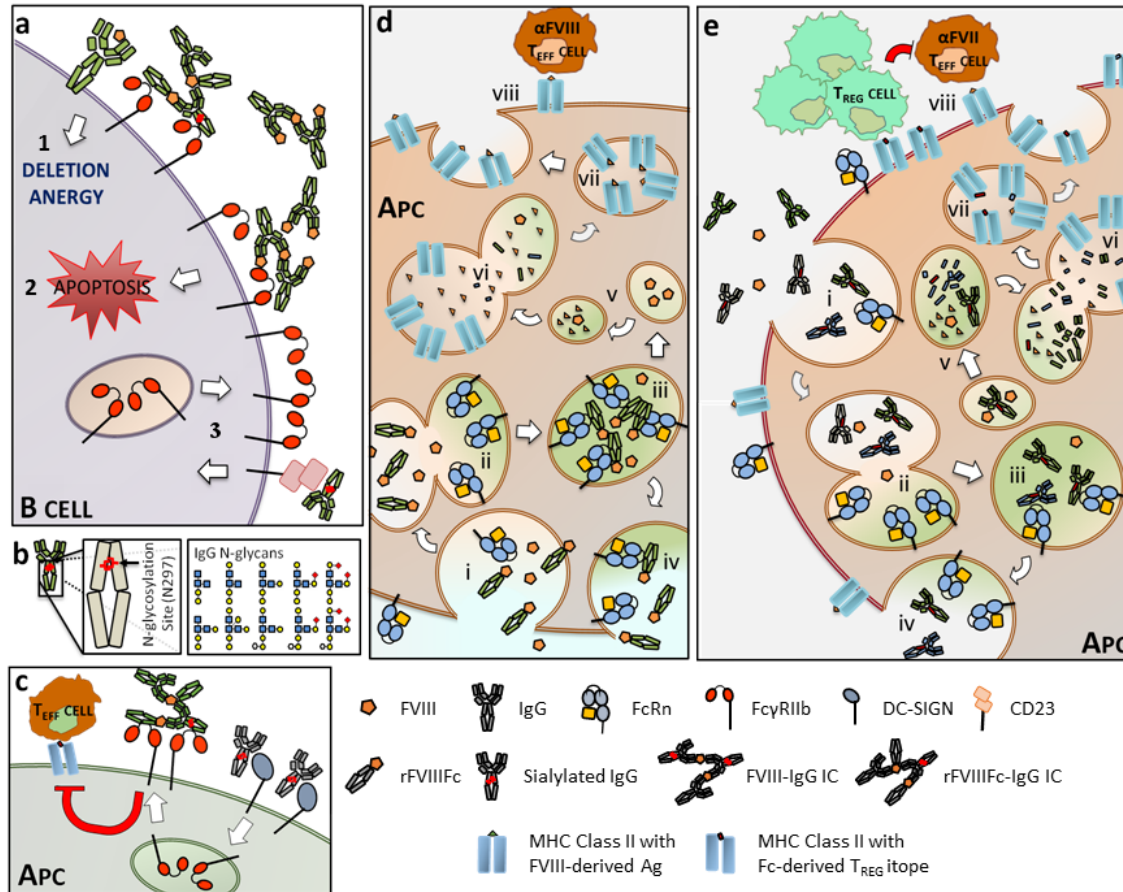 a
1
DELETION
ANERGY
2
APOPTOSIS
3
B CELL
b
N-glycosylation
Site (N297)
IgG N-glycans
c
TEFF CELL
APC
d
αFVIII
TEFF CELL
viii
vii
APC
vi
v
iii
ii
i
iv
e
αFVII
TEFF CELL
TREG CELL
viii
vii
vi
i
v
ii
iii
iv
APC
FVIII
IgG
FcRn
FcγRIIb
DC-SIGN
CD23
rFVIIIFc
Sialylated IgG
FVIII-IgG IC
rFVIIIFc-IgG IC
MHC Class II with
FVIII-derived Ag
MHC Class II with
Fc-derived TREG itope